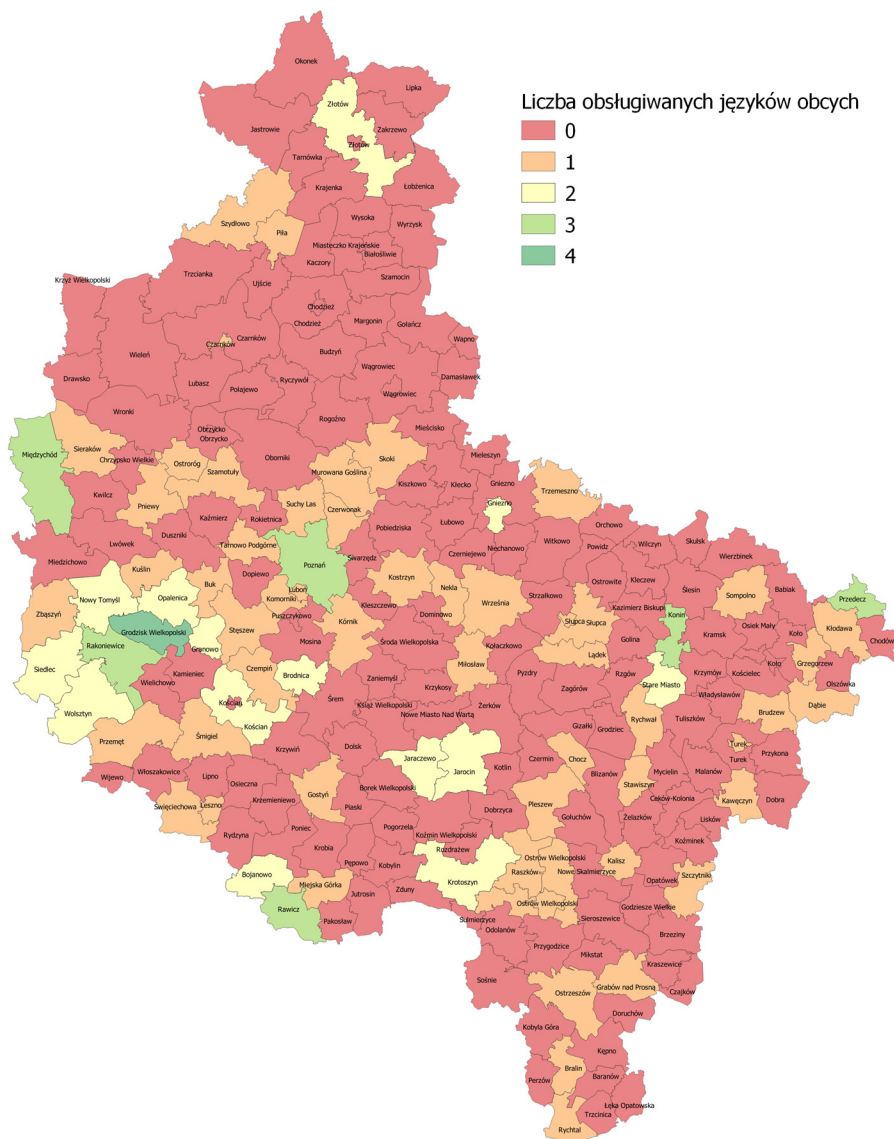 Okonek
Lipka
Liczba obsługiwanych języków obcych
0
1
2
3
4
Złotów
Jastrowie
Zakrzewo
Złotów
Tarnówka
Krajenka
Łobżenica
Szydłowo
Piła
Wysoka
Wyrzysk
Miasteczko Krajeńskie
Białośliwie
Kaczory
Trzcianka
Krzyż Wielkopolski
Ujście
Szamocin
Chodzież
Chodzież
Margonin
Gołańcz
Czarnków
Czarnków
Wapno
Wieleń
Budzyń
Wągrowiec
Drawsko
Lubasz
Połajewo
Ryczywół
Damasławek
Wągrowiec
Wronki
Rogoźno
Obrzycko
Obrzycko
Mieścisko
Międzychód
Sieraków
Chrzypsko Wielkie
Ostroróg
Szamotuły
Oborniki
Murowana Goślina
Skoki
Mieleszyn
Kiszkowo
Kłecko
Gniezno
Trzemeszno
Kwilcz
Pniewy
Suchy Las
Czerwonak
Gniezno
Kaźmierz
Rokietnica
Pobiedziska
Łubowo
Orchowo
Lwówek
Duszniki
Tarnowo Podgórne
Swarzędz
Czerniejewo
Niechanowo
Witkowo
Powidz
Wilczyn
Skulsk
Wierzbinek
Miedzichowo
Kuślin
Buk
Dopiewo
Poznań
Kostrzyn
Nekla
Września
Strzałkowo
Ostrowite
Kleczew
Ślesin
Sompolno
Babiak
Przedecz
Zbąszyń
Nowy Tomyśl
Opalenica
Komorniki
Luboń
Kleszczewo
Kazimierz Biskupi
Konin
Grodzisk Wielkopolski
Stęszew
Puszczykowo
Kórnik
Dominowo
Słupca
Słupca
Golina
Kramsk
Osiek Mały
Koło
Kłodawa
Chodów
Rakoniewice
Granowo
Mosina
Środa Wielkopolska
Kołaczkowo
Lądek
Siedlec
Kamieniec
Czempiń
Brodnica
Zaniemyśl
Miłosław
Pyzdry
Zagórów
Rzgów
Stare Miasto
Krzymów
Kościelec
Koło
Grzegorzew
Olszówka
Wielichowo
Krzykosy
Władysławów
Wolsztyn
Kościan
Kościan
Śrem
Książ Wielkopolski
Żerków
Nowe Miasto Nad Wartą
Gizałki
Grodziec
Rychwał
Tuliszków
Brudzew
Dąbie
Przemęt
Śmigiel
Krzywiń
Dolsk
Jaraczewo
Jarocin
Kotlin
Czermin
Chocz
Blizanów
Stawiszyn
Mycielin
Malanów
Turek
Turek
Przykona
Wijewo
Włoszakowice
Lipno
Osieczna
Gostyń
Borek Wielkopolski
Pleszew
Ceków-Kolonia
Kawęczyn
Dobra
Święciechowa
Leszno
Krzemieniewo
Piaski
Dobrzyca
Gołuchów
Żelazków
Lisków
Rydzyna
Poniec
Krobia
Pogorzela
Koźmin Wielkopolski
Rozdrażew
Koźminek
Pępowo
Kobylin
Krotoszyn
Ostrów Wielkopolski
Raszków
Nowe Skalmierzyce
Kalisz
Opatówek
Szczytniki
Bojanowo
Miejska Górka
Jutrosin
Zduny
Ostrów Wielkopolski
Godziesze Wielkie
Rawicz
Pakosław
Sulmierzyce
Odolanów
Sieroszewice
Brzeziny
Przygodzice
Mikstat
Kraszewice
Sośnie
Ostrzeszów
Grabów nad Prosną
Czajków
Doruchów
Kobyla Góra
Kępno
Bralin
Baranów
Perzów
Łęka Opatowska
Trzcinica
Rychtal